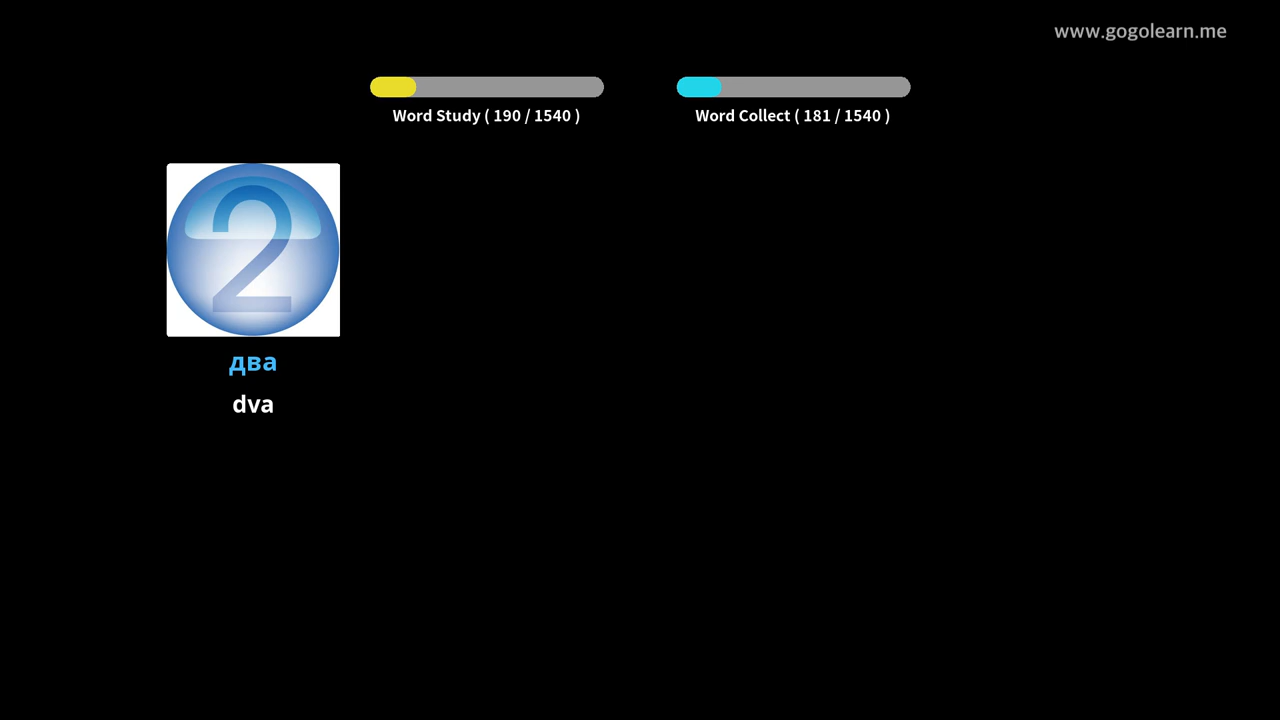 www.gogolearn.me
Word Study ( 190 / 1540 )
Word Collect ( 181 / 1540 )
2
два
dva